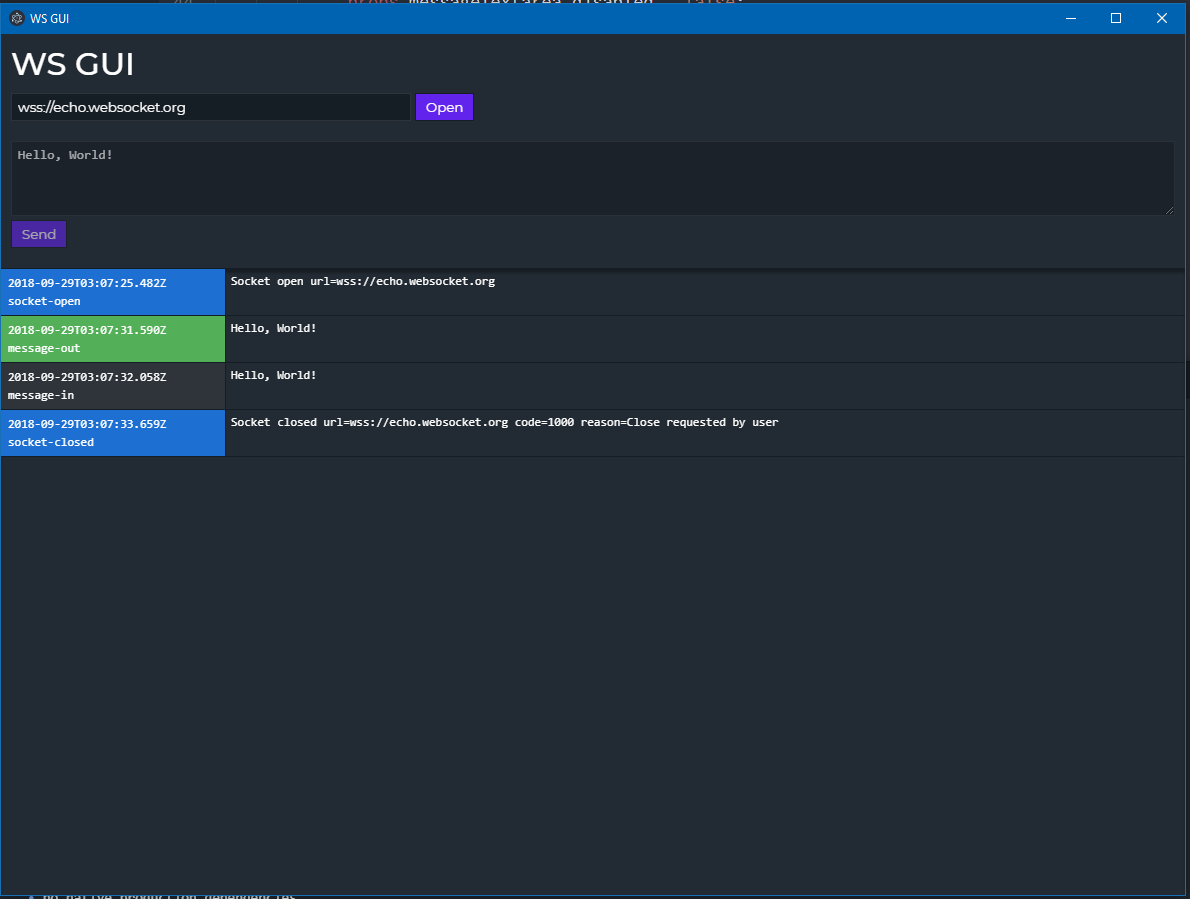 WS GUI
WS GUI
wss://echo.websocket.org Open
Hello, World!
Send
2018-09-29T03:07:25.482Z Socket open url=wss://echo.websocket.org
socket-open
2018-09-29T03:07:31.590Z Hello, World!
message-out
2018-09-29T03:07:32.058Z Hello, World!
message-in
2018-09-29T03:07:33.659Z Socket closed url=wss://echo.websocket.org code=1000 reason=Close requested by user
socket-closed